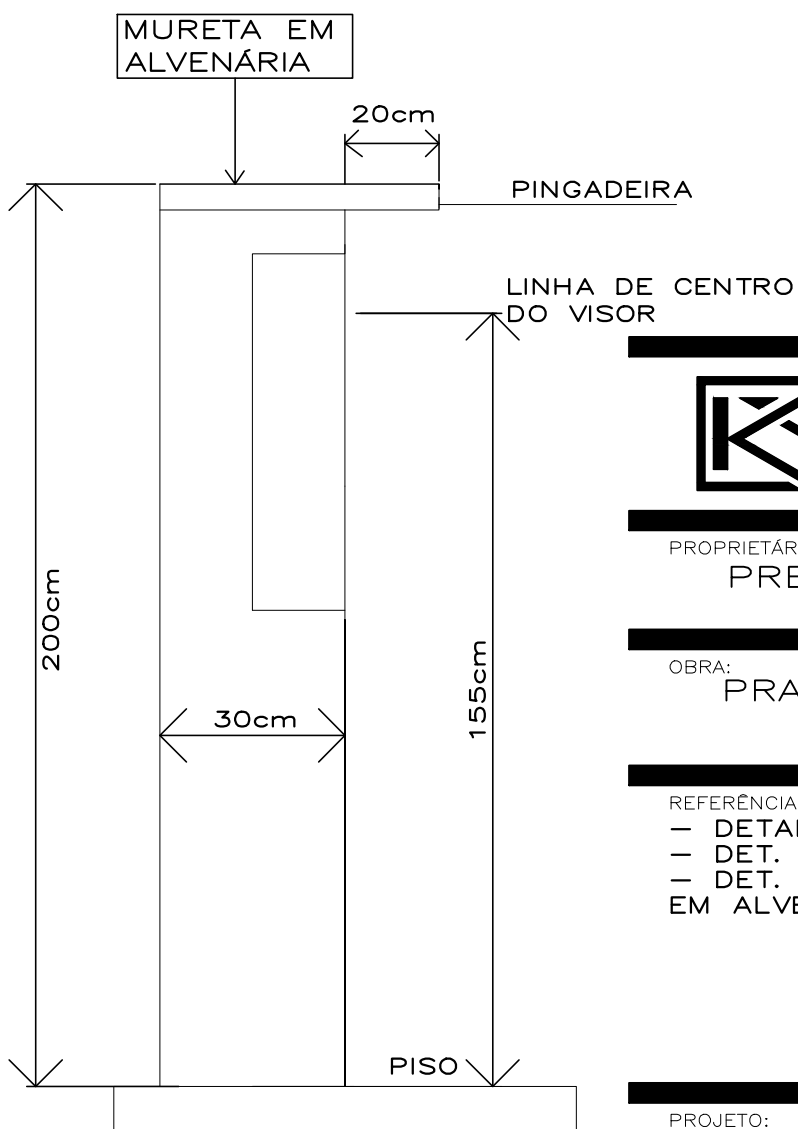 MURETA EM
ALVENÁRIA
20cm
PINGADEIRA
LINHA DE CENTRO
DO VISOR
200cm
30cm
155cm
PISO
PROPRIETÁR
PRE
OBRA:
PRA
REFERÊNCIA
- DETA
- DET.
- DET.
EM ALVE
PROJETO: